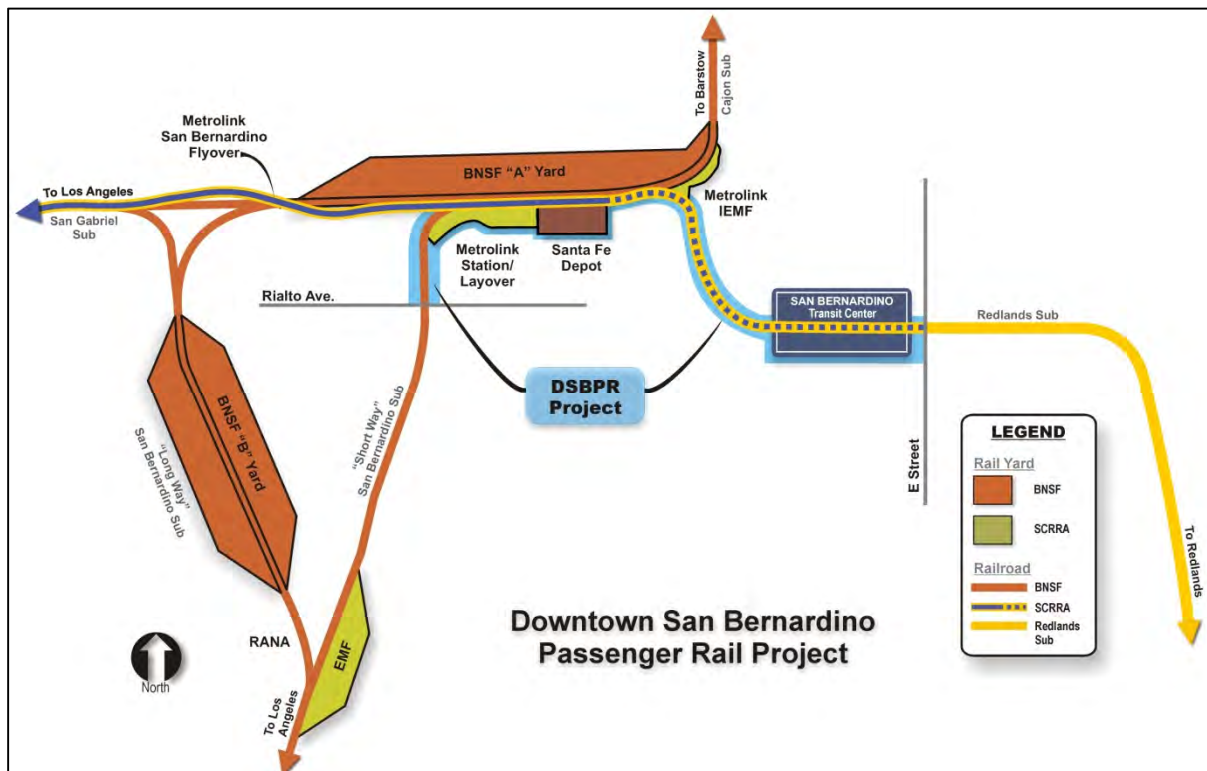 To Barstow
Cajon Sub
Metrolink
San Bernardino
Flyover
BNSF "A" Yard
To Los Angeles
San Gabriel
Sub
Metrolink
IEMF
Metrolink
Station/
Layover
Santa Fe
Depot
Rialto Ave.
SAN BERNARDINO
Transit Center
Redlands Sub
DSBPR
Project
BNSF "B" Yard
"Long Way"
San Bernardino Sub
"Short Way"
San Bernardino Sub
E Street
LEGEND
Rail Yard
BNSF
SCRRA
Railroad
BNSF
SCRRA
Redlands
Sub
To Redlands
Downtown San Bernardino
Passenger Rail Project
RANA
EMF
North
To Los
Angeles